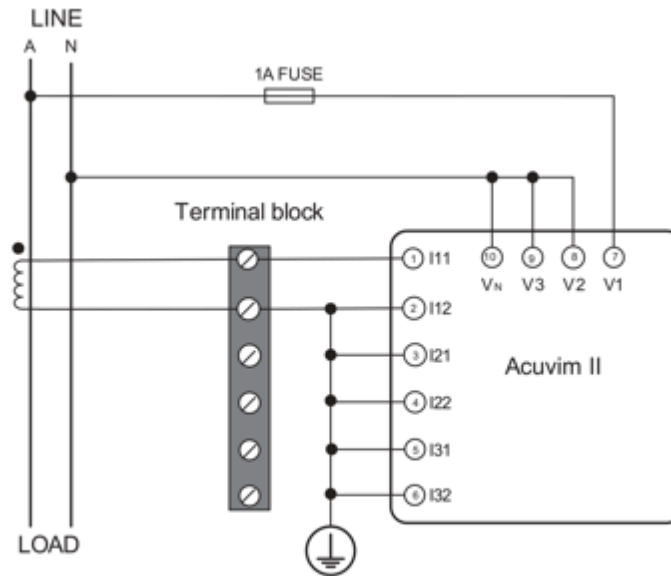 LINE
A N
1A FUSE
Terminal block
1 I11
10 9 8 7
VN V3 V2 V1
2 I12
3 I21
Acuvim II
4 I22
5 I31
6 I32
LOAD